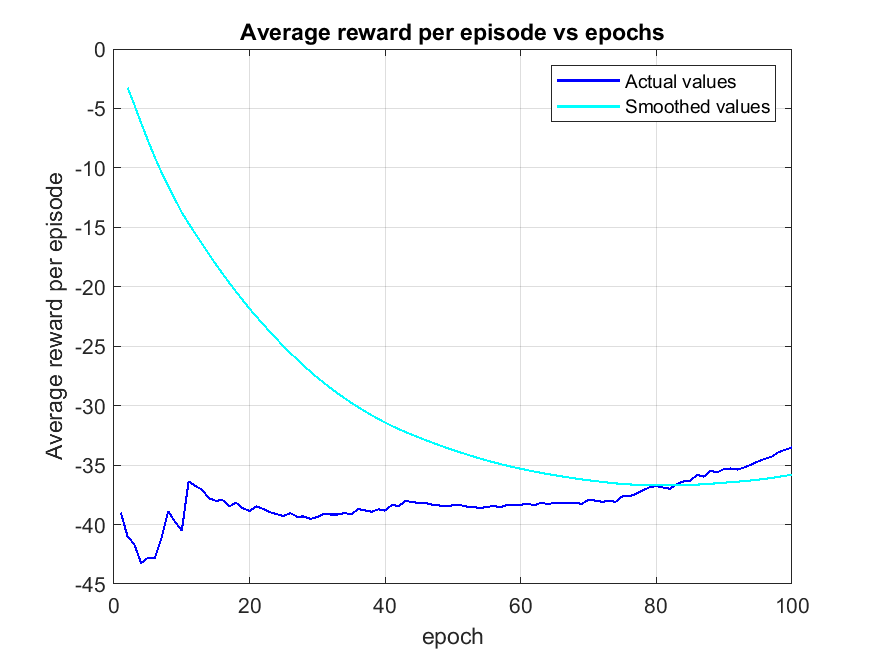 Average reward per episode vs epochs
Actual values
Smoothed values
Average reward per episode
0
-5
-10
-15
-20
-25
-30
-35
-40
-45
0 20 40 60 80 100
epoch